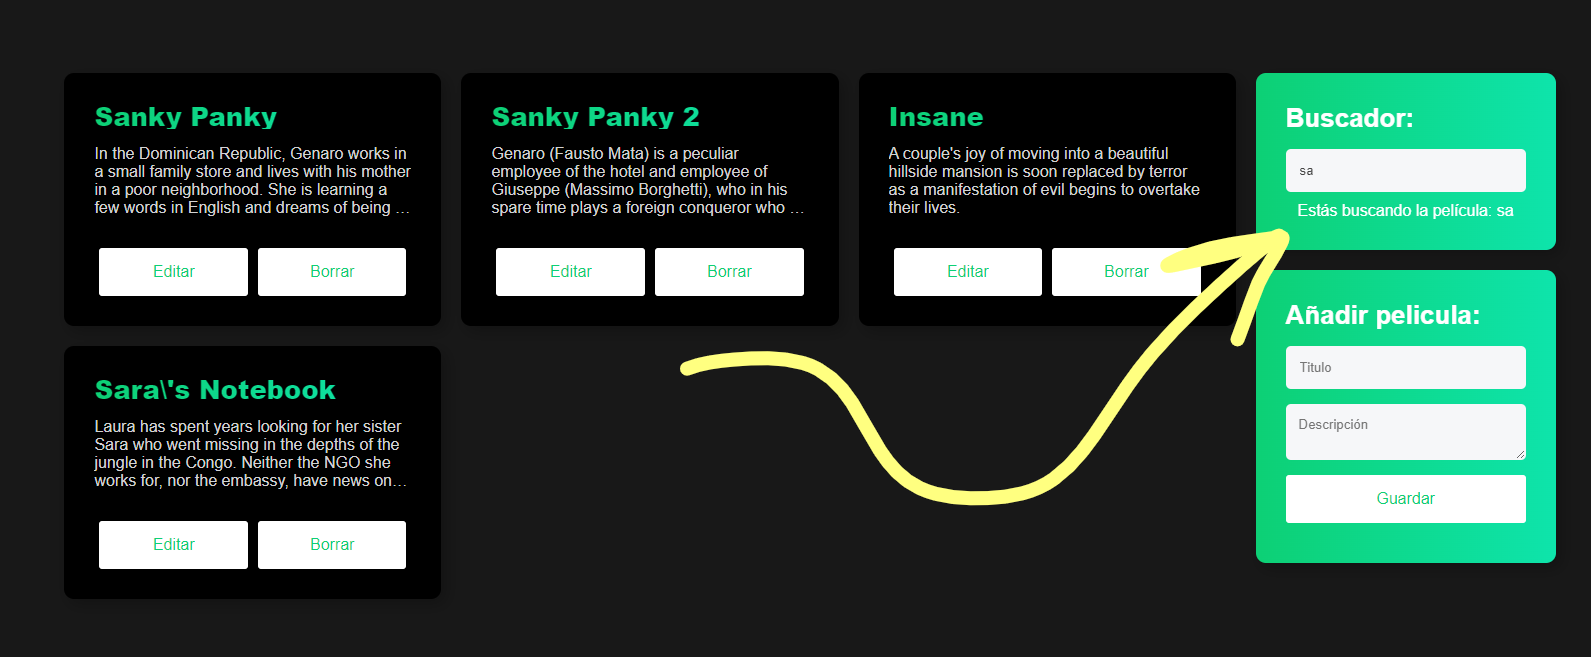 Sanky Panky
In the Dominican Republic, Genaro works in
a small family store and lives with his mother
in a poor neighborhood. She is learning a
few words in English and dreams of being ...
Editar
Borrar
Sanky Panky 2
Genaro (Fausto Mata) is a peculiar
employee of the hotel and employee of
Giuseppe (Massimo Borghetti), who in his
spare time plays a foreign conqueror who ...
Editar
Borrar
Insane
A couple's joy of moving into a beautiful
hillside mansion is soon replaced by terror
as a manifestation of evil begins to overtake
their lives.
Editar
Borrar
Sara\'s Notebook
Laura has spent years looking for her sister
Sara who went missing in the depths of the
jungle in the Congo. Neither the NGO she
works for, nor the embassy, have news on...
Editar
Borrar
Buscador:
sa
Estás buscando la película: sa
Añadir pelicula:
Titulo
Descripción
Guardar